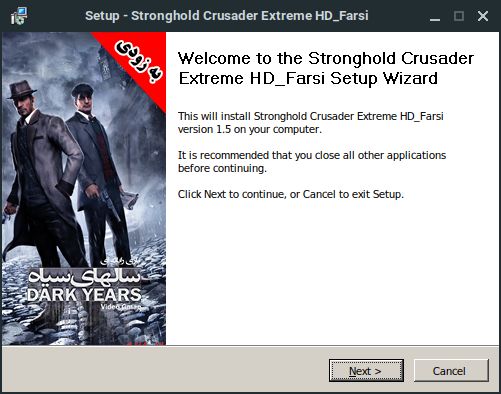 Setup - Stronghold Crusader Extreme HD_Farsi
به زودی
Welcome to the Stronghold Crusader
Extreme HD_Farsi Setup Wizard
This will install Stronghold Crusader Extreme HD_Farsi
version 1.5 on your computer.
It is recommended that you close all other applications
before continuing.
Click Next to continue, or Cancel to exit Setup.
بازی رایانه‌ای
سالهای سیاه
DARK YEARS
Video Game
Next >
Cancel